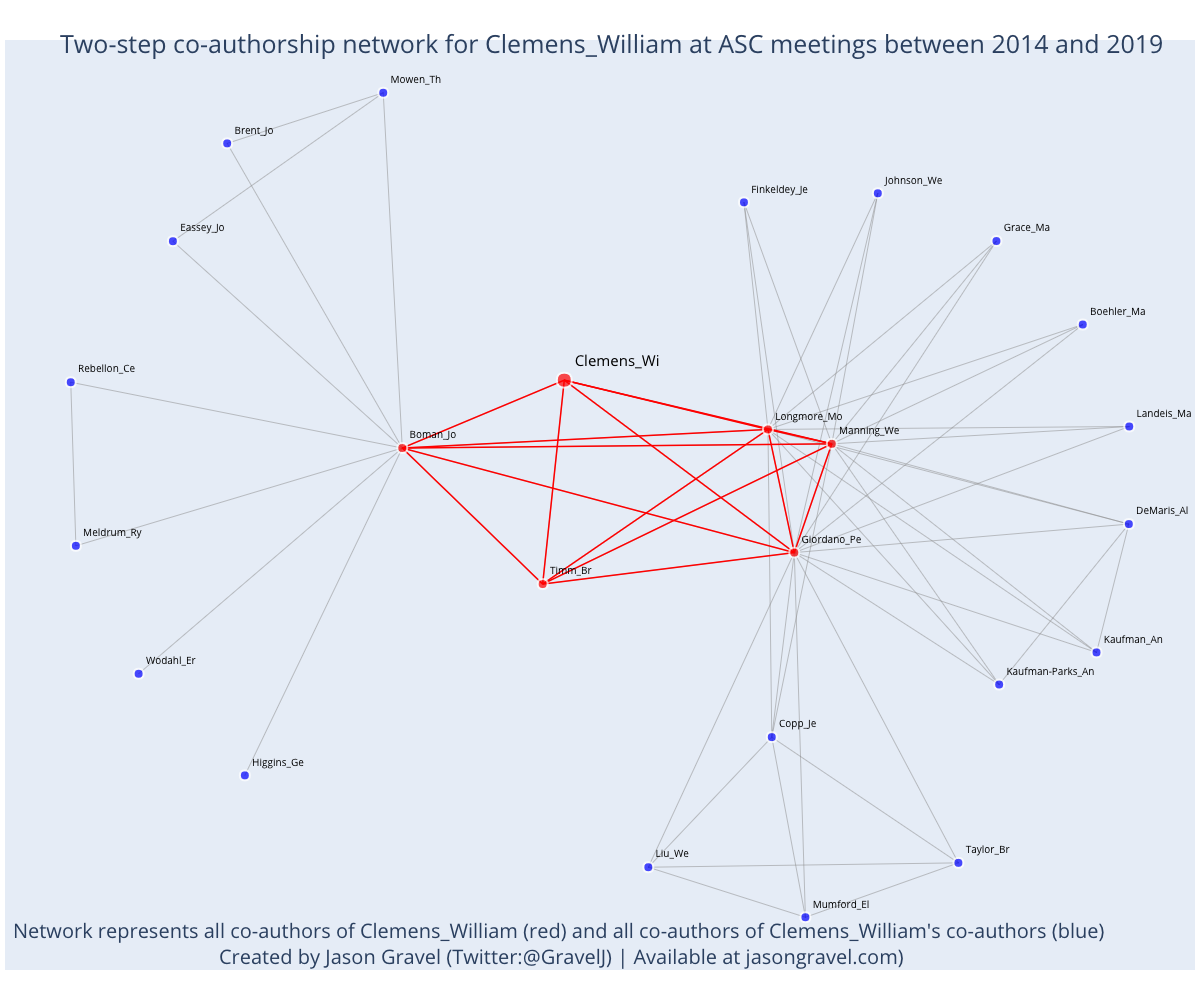 Two-step co-authorship network for Clemens_William at ASC meetings between 2014 and 2019
Mowen_Th
Brent_Jo
Johnson_We
Finkeldey_Je
Eassey_Jo
Grace_Ma
Boehler_Ma
Clemens_Wi
Rebellon_Ce
Longmore_Mo
Landeis_Ma
Manning_We
Boman_Jo
DeMaris_Al
Meldrum_Ry
Giordano_Pe
Timm_Br
Kaufman_An
Wodahl_Er
Kaufman-Parks_An
Copp_Je
Higgins_Ge
Liu_We
Taylor_Br
Mumford_El
Network represents all co-authors of Clemens_William (red) and all co-authors of Clemens_William's co-authors (blue)
Created by Jason Gravel (Twitter:@GravelJ) | Available at jasongravel.com)